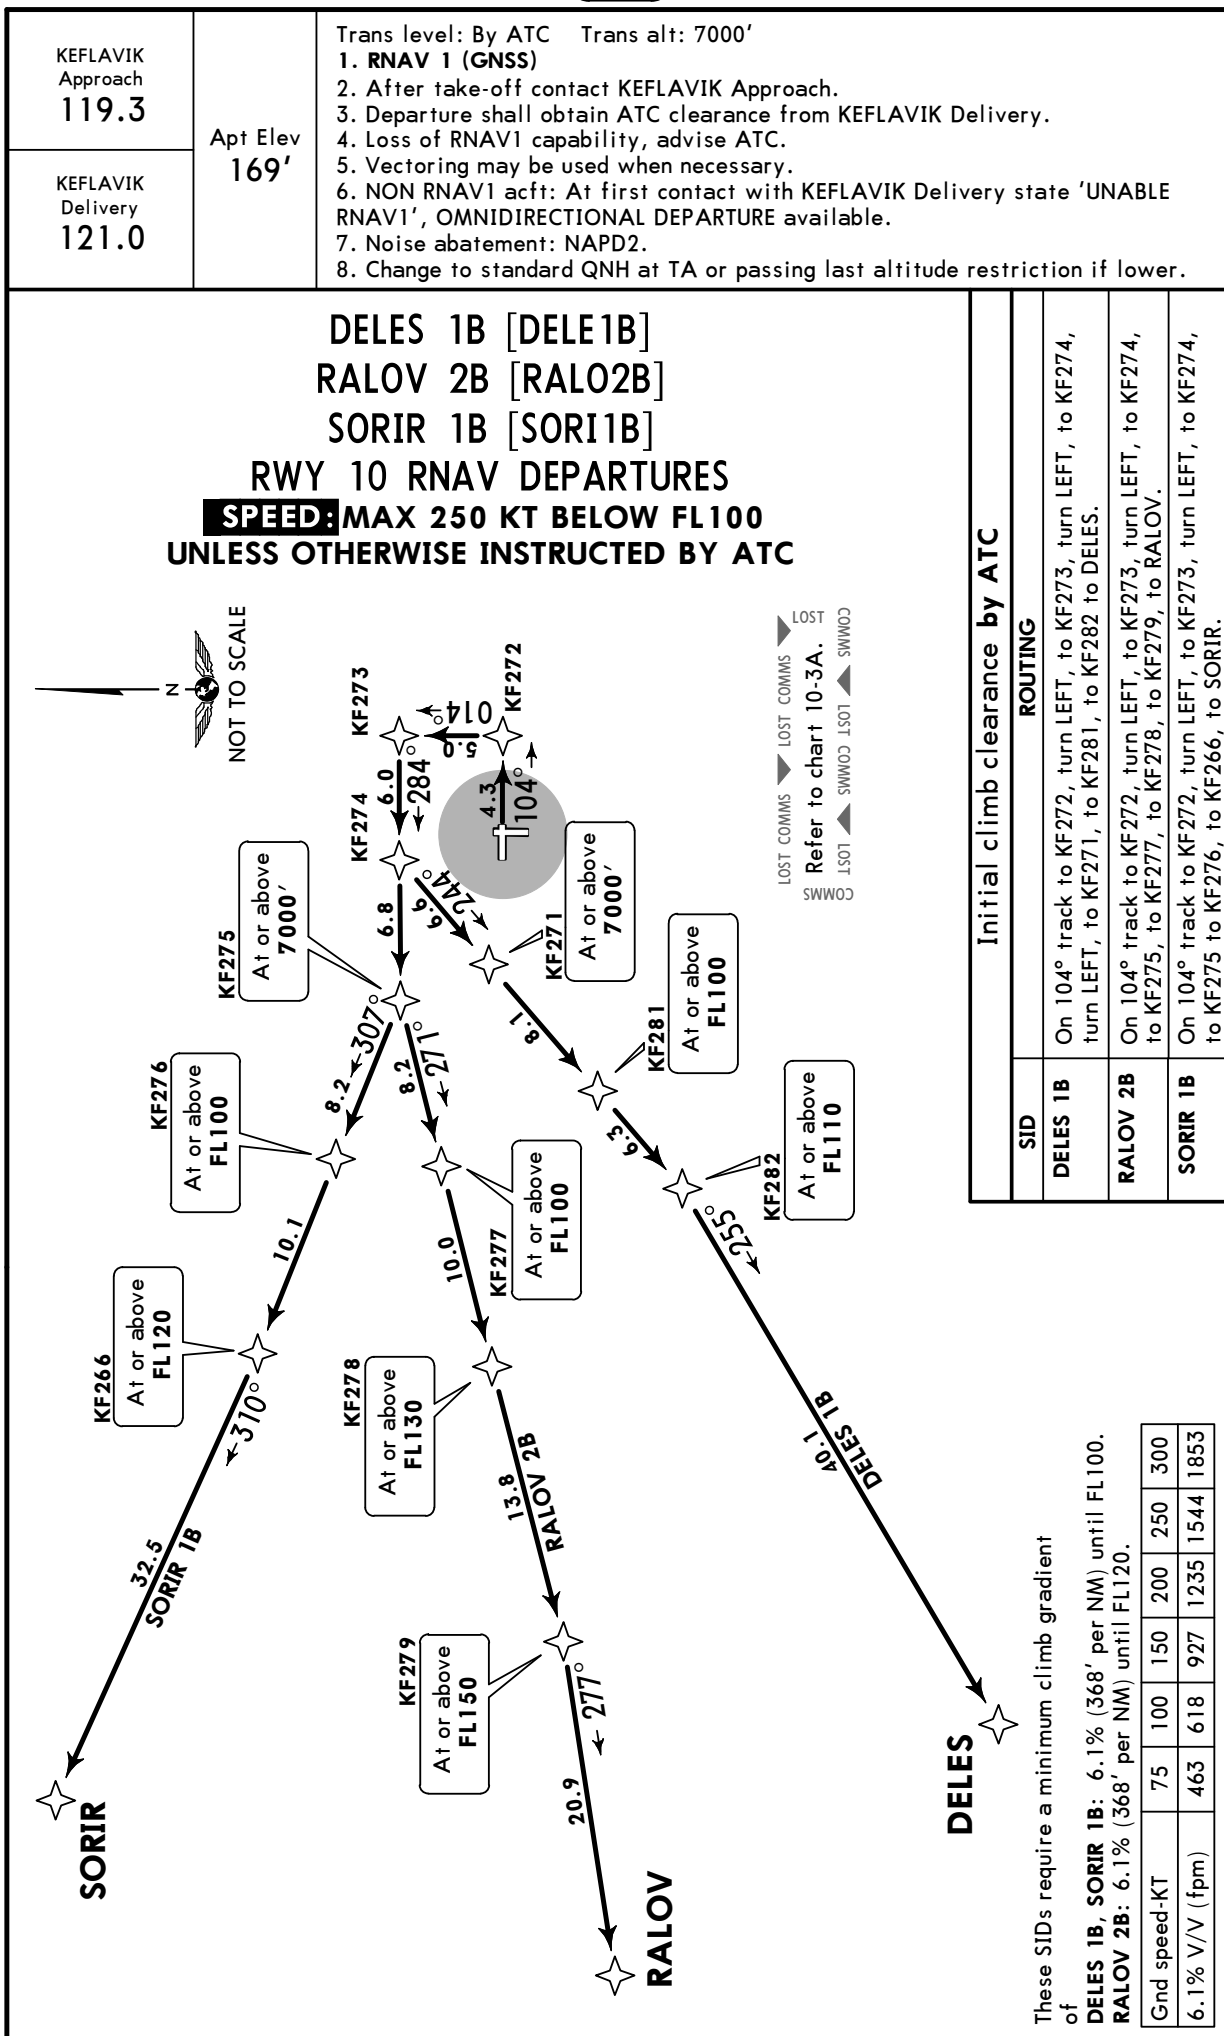 KEFLAVIK
Approach
119.3
KEFLAVIK
Delivery
121.0
Apt Elev
169'
Trans level: By ATC Trans alt: 7000'
1. RNAV 1 (GNSS)
2. After take-off contact KEFLAVIK Approach.
3. Departure shall obtain ATC clearance from KEFLAVIK Delivery.
4. Loss of RNAV1 capability, advise ATC.
5. Vectoring may be used when necessary.
6. NON RNAV1 acft: At first contact with KEFLAVIK Delivery state 'UNABLE
RNAV1', OMNIDIRECTIONAL DEPARTURE available.
7. Noise abatement: NAPD2.
8. Change to standard QNH at TA or passing last altitude restriction if lower.
DELES 1B [DELE1B]
RALOV 2B [RALO2B]
SORIR 1B [SORI1B]
RWY 10 RNAV DEPARTURES
SPEED: MAX 250 KT BELOW FL100
UNLESS OTHERWISE INSTRUCTED BY ATC
N
NOT TO SCALE
LOST COMMS LOST COMMS LOST
COMMS LOST COMMS LOST COMMS
Refer to chart 10-3A.
KF272
KF273
KF274
4.3
104°
5.0
014°
6.0
284°
6.8
6.6
244°
KF275
At or above
7000'
KF271
At or above
7000'
8.1
KF281
At or above
FL100
6.3
KF282
At or above
FL110
255°
40.1
DELES 1B
DELES
8.2
307°
KF276
At or above
FL100
10.1
KF266
At or above
FL120
310°
32.5
SORIR 1B
SORIR
8.2
271°
KF277
At or above
FL100
10.0
KF278
At or above
FL130
13.8
RALOV 2B
KF279
At or above
FL150
277°
20.9
RALOV
Initial climb clearance by ATC
SID ROUTING
DELES 1B On 104° track to KF272, turn LEFT, to KF273, turn LEFT, to KF274,
turn LEFT, to KF271, to KF281, to KF282 to DELES.
RALOV 2B On 104° track to KF272, turn LEFT, to KF273, turn LEFT, to KF274,
to KF275, to KF277, to KF278, to KF279, to RALOV.
SORIR 1B On 104° track to KF272, turn LEFT, to KF273, turn LEFT, to KF274,
to KF275 to KF276, to KF266, to SORIR.
These SIDs require a minimum climb gradient
of
DELES 1B, SORIR 1B: 6.1% (368' per NM) until FL100.
RALOV 2B: 6.1% (368' per NM) until FL120.
Gnd speed-KT 75 100 150 200 250 300
6.1% V/V (fpm) 463 618 927 1235 1544 1853